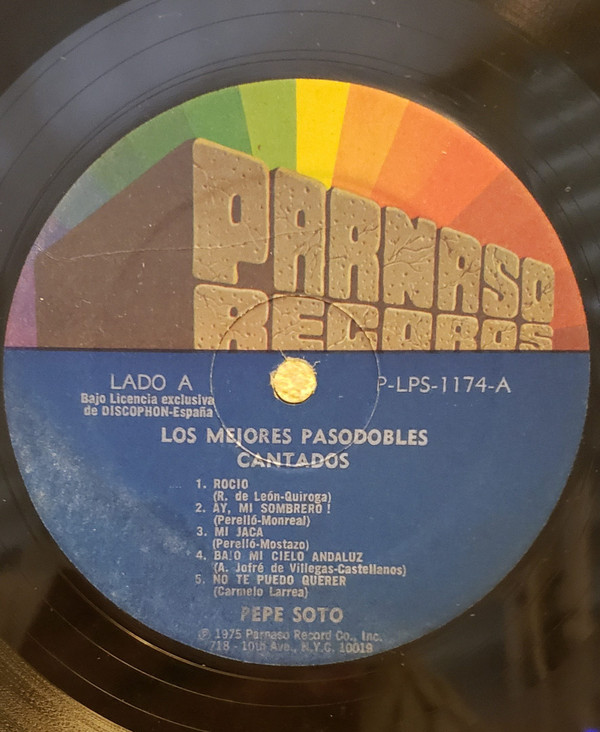 PARNASO
RECORDS
LADO A
P-LPS-1174-A
Bajo Licencia exclusiva
de DISCOPHON-España
LOS MEJORES PASODOBLES
CANTADOS
1. ROCIO
(R. de León-Quiroga)
2. AY, MI SOMBRERO!
(Perelló-Monreal)
3. MI JACA
(Perelló-Mostazo)
4. BAJO MI CIELO ANDALUZ
(A. Jofré de Villegas-Castellanos)
5. NO TE PUEDO QUERER
(Carmelo Larrea)
PEPE SOTO
℗ 1975 Parnaso Record Co., Inc.
718 - 10th Ave., N.Y.C. 10019